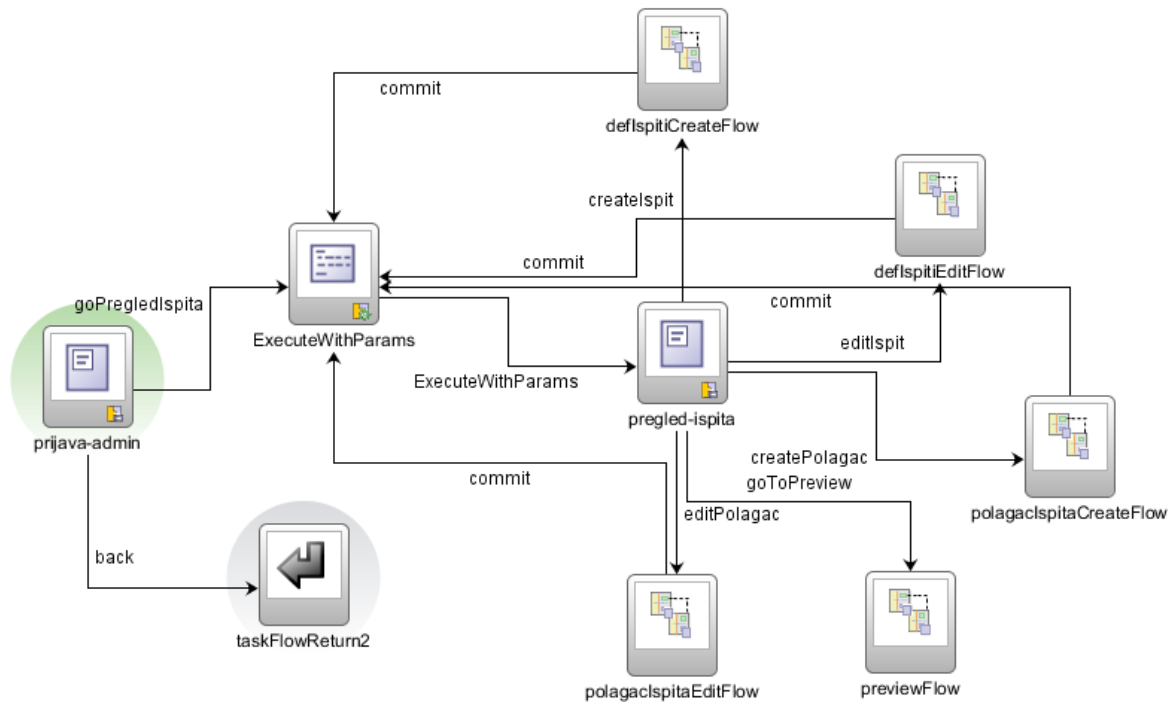 commit
defIspitiCreateFlow
createIspit
commit
defIspitiEditFlow
goPregledIspita
commit
ExecuteWithParams
editIspit
ExecuteWithParams
pregled-ispita
prijava-admin
createPolagac
commit
goToPreview
editPolagac
polagacIspitaCreateFlow
back
taskFlowReturn2
polagacIspitaEditFlow
previewFlow